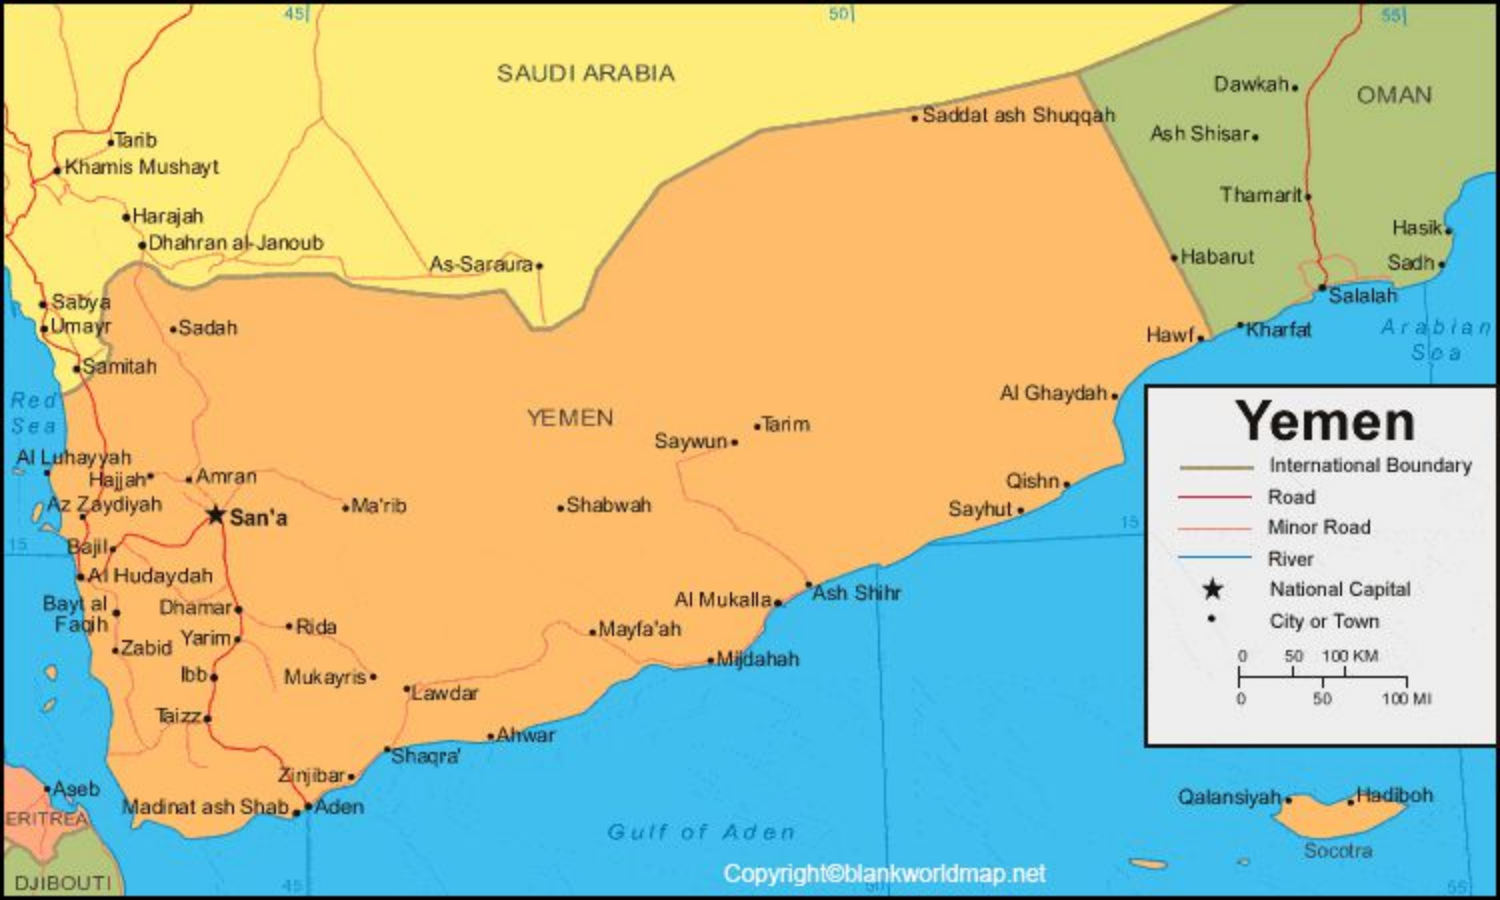 45
50
55
SAUDI ARABIA
Dawkah
OMAN
Saddat ash Shuqqah
Ash Shisar
Tarib
Khamis Mushayt
Thamarit
Harajah
Hasik
Dhahran al-Janoub
Habarut
Sadh
As-Saraura
Salalah
Sabya
Umayr
Sadah
Hawf
Kharfat
Arabian
Sea
Samitah
Al Ghaydah
Red
Sea
YEMEN
Tarim
Saywun
Yemen
Al Luhayyah
Hajjah
Amran
International Boundary
Qishn
Az Zaydiyah
San'a
Ma'rib
Shabwah
Sayhut
Road
15
Minor Road
15
Bajil
River
Al Hudaydah
National Capital
Bayt al
Faqih
Dhamar
Al Mukalla
Ash Shihr
City or Town
Rida
Yarim
Mayfa'ah
Zabid
0 50 100 KM
Mijdahah
Ibb
Mukayris
Lawdar
0 50 100 MI
Taizz
Ahwar
Shaqra'
Zinjibar
Aseb
Madinat ash Shab
Aden
Qalansiyah
Hadiboh
ERITREA
Gulf of Aden
Socotra
Copyright©blankworldmap.net
DJIBOUTI
45
50
55